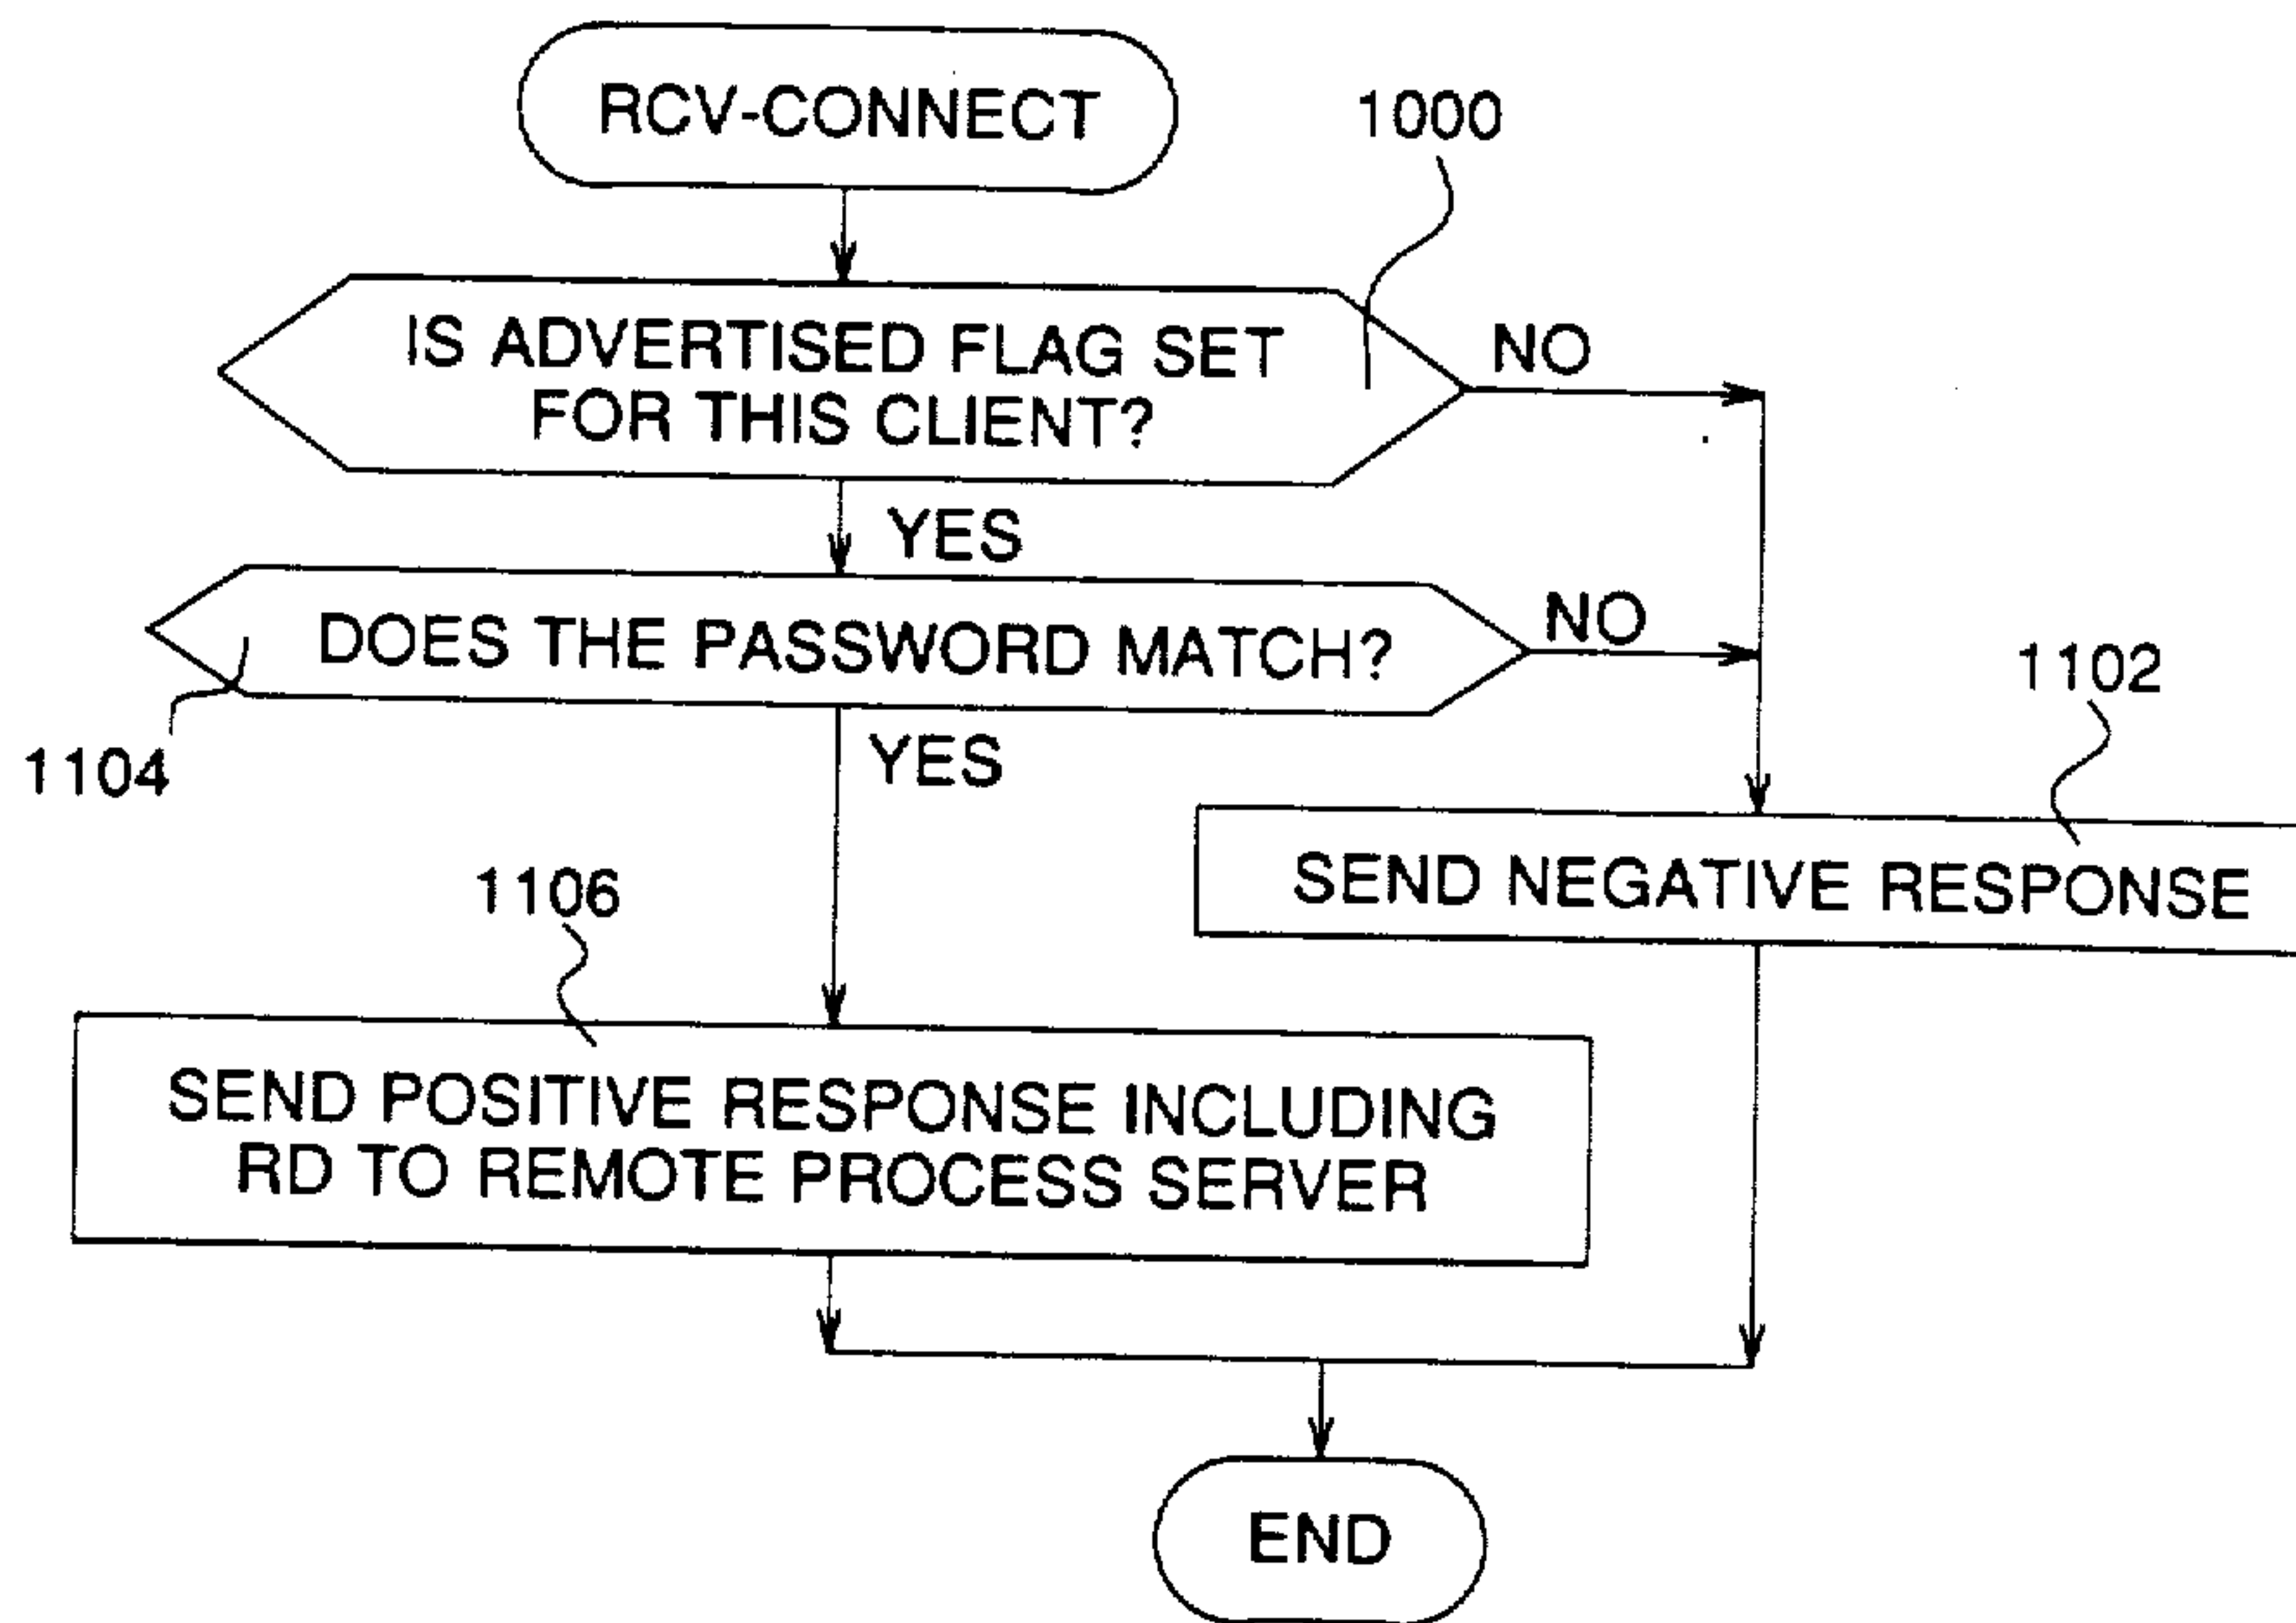 RCV-CONNECT
1000
IS ADVERTISED FLAG SET
FOR THIS CLIENT?
NO
YES
DOES THE PASSWORD MATCH?
NO
1104
YES
1102
SEND NEGATIVE RESPONSE
1106
SEND POSITIVE RESPONSE INCLUDING
RD TO REMOTE PROCESS SERVER
END